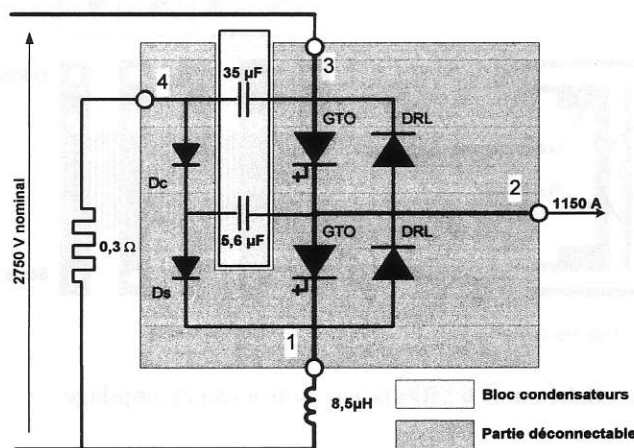 4
35 µF
3
GTO
DRL
Dc
2
1150 A
5,6 µF
GTO
DRL
2750 V nominal
0,3 Ω
Ds
1
8,5µH
Bloc condensateurs
Partie déconnectable